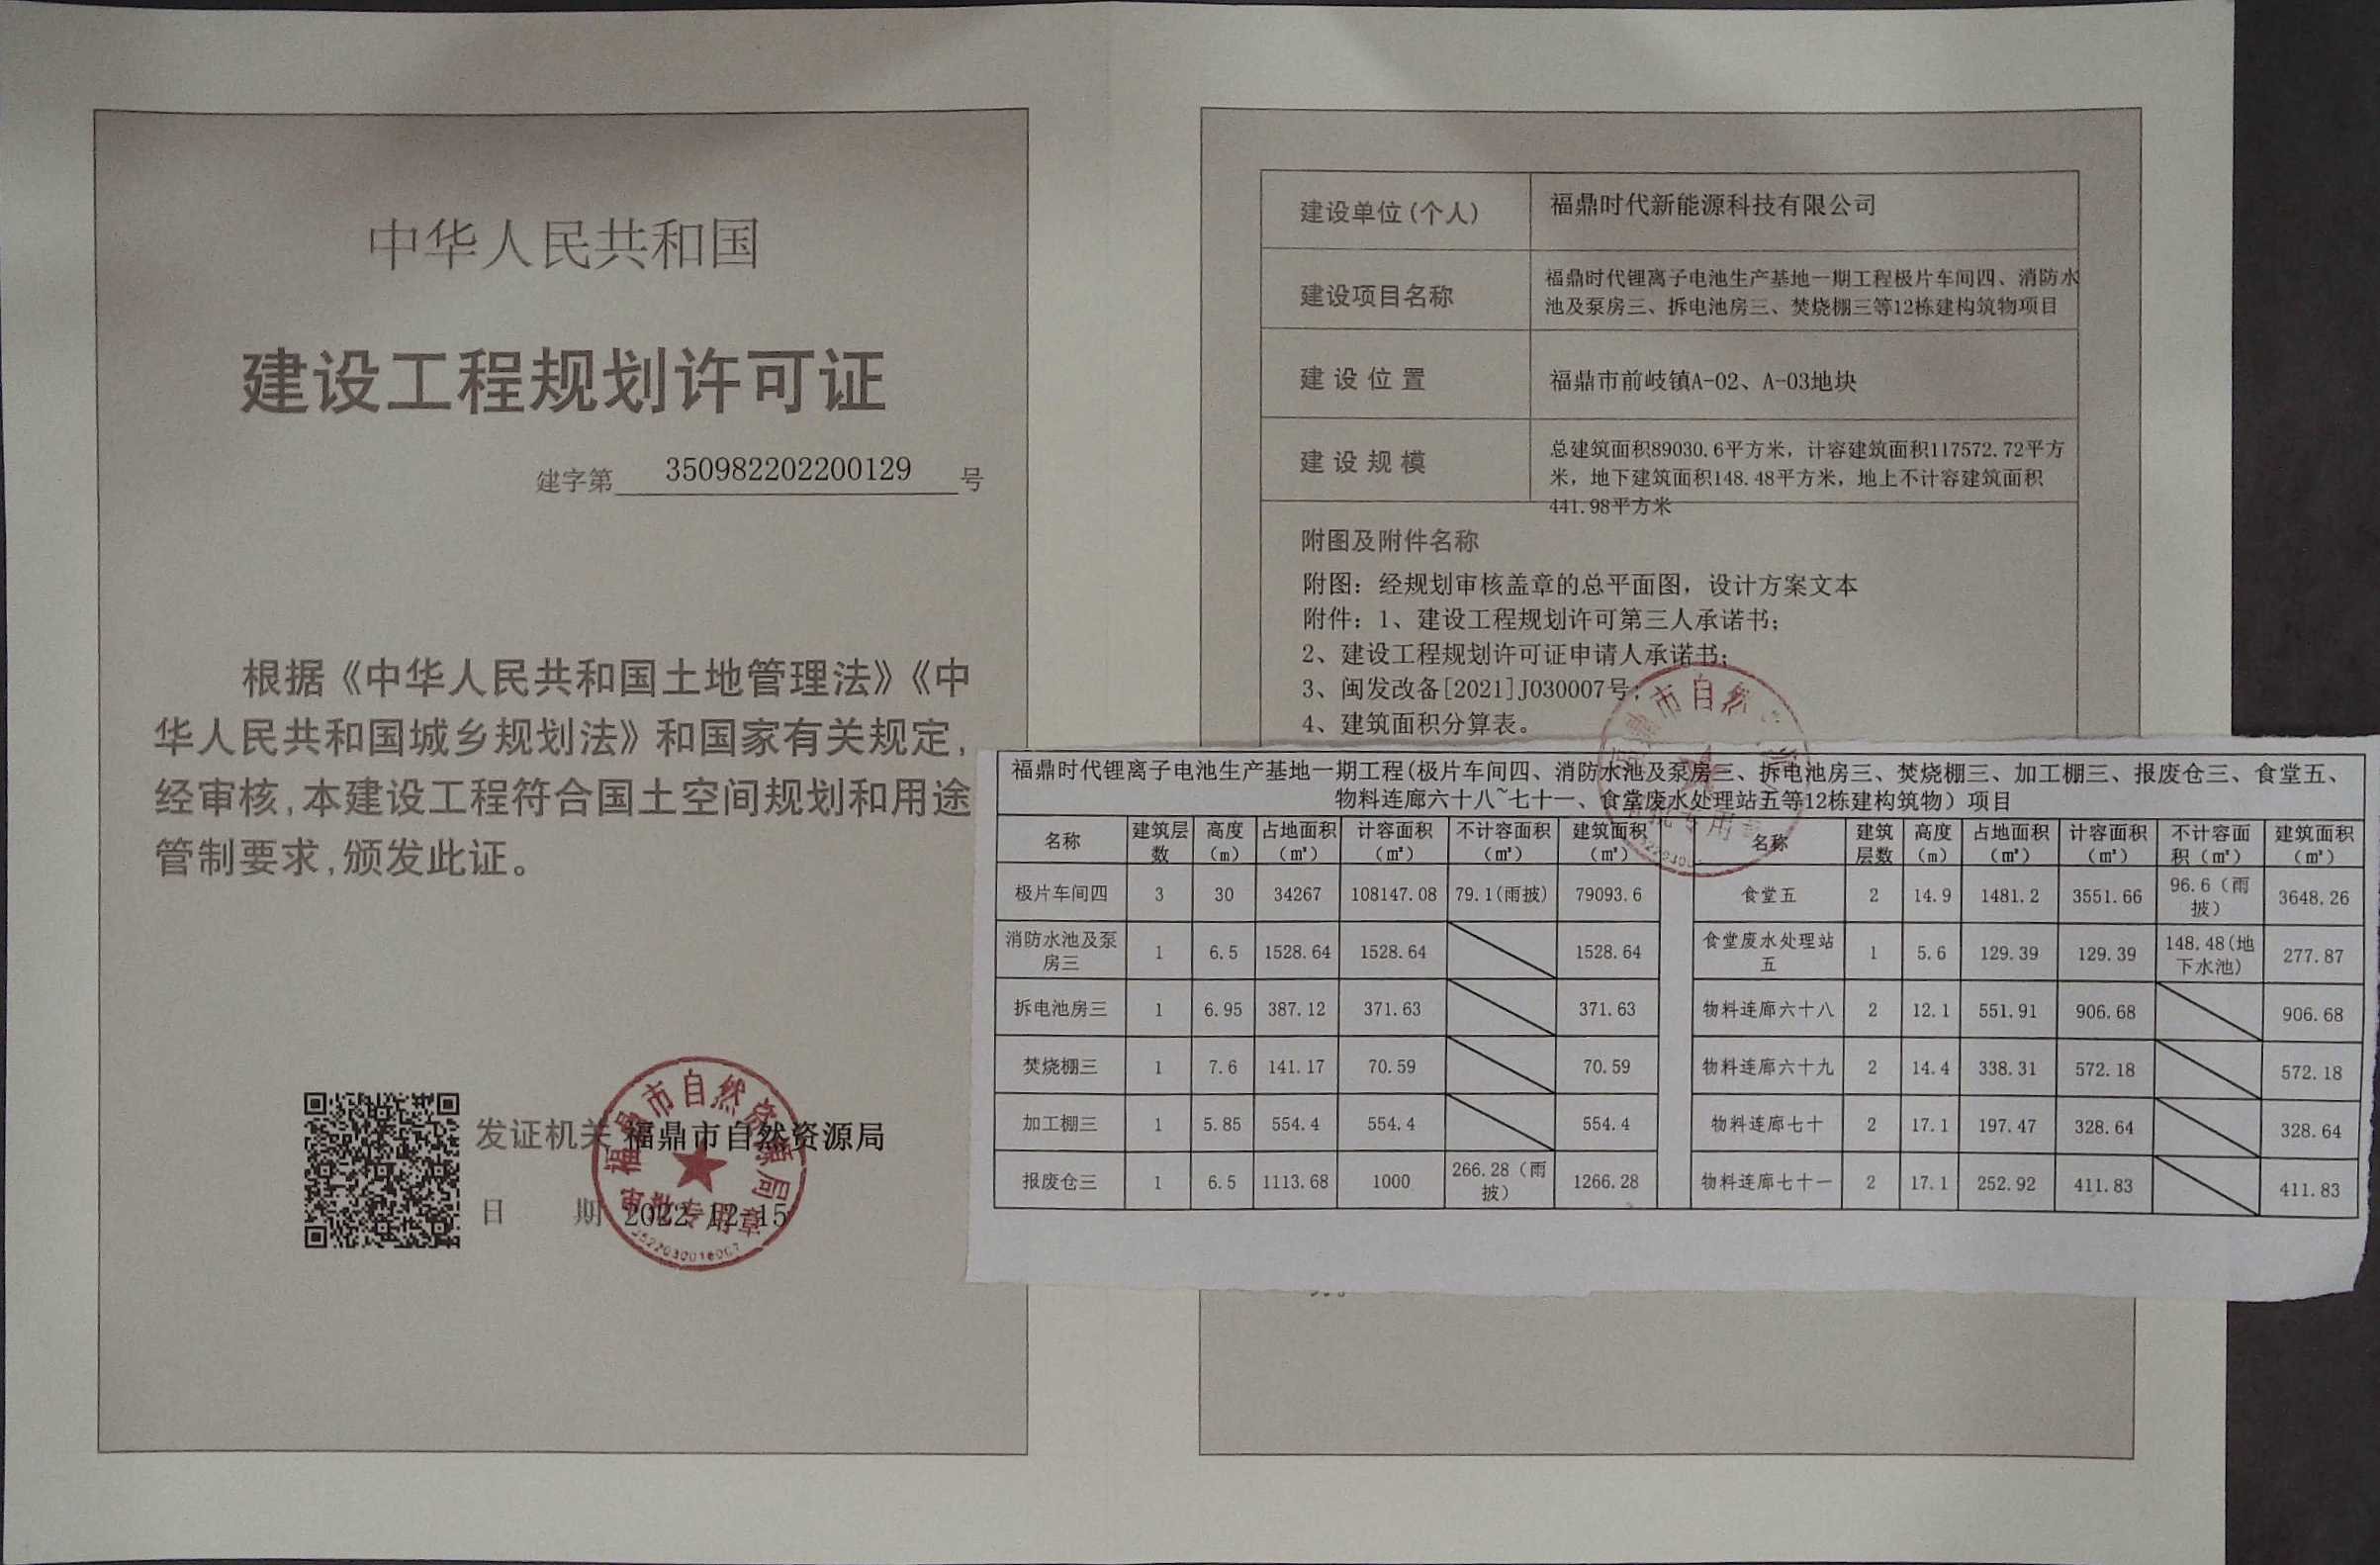 中华人民共和国
建设工程规划许可证
建字第 350982202200129 号
根据《中华人民共和国土地管理法》《中
华人民共和国城乡规划法》和国家有关规定,
经审核,本建设工程符合国土空间规划和用途
管制要求,颁发此证。
发证机关 福鼎市自然资源局
日 期 2022-12-15
福鼎市自然资源局
审批专用章
建设单位(个人) 福鼎时代新能源科技有限公司
建设项目名称 福鼎时代锂离子电池生产基地一期工程极片车间四、消防水
池及泵房三、拆电池房三、焚烧棚三等12栋建构筑物项目
建设位置 福鼎市前岐镇A-02、A-03地块
建设规模 总建筑面积89030.6平方米，计容建筑面积117572.72平方
米，地下建筑面积148.48平方米，地上不计容建筑面积
441.98平方米
附图及附件名称
附图：经规划审核盖章的总平面图，设计方案文本
附件：1、建设工程规划许可第三人承诺书；
2、建设工程规划许可证申请人承诺书；
3、闽发改备[2021]J030007号；
4、建筑面积分算表。
福鼎时代锂离子电池生产基地一期工程(极片车间四、消防水池及泵房三、拆电池房三、焚烧棚三、加工棚三、报废仓三、食堂五、
物料连廊六十八~七十一、食堂废水处理站五等12栋建构筑物）项目
名称 建筑层数 高度（m） 占地面积（㎡） 计容面积（㎡） 不计容面积（㎡） 建筑面积（㎡） 名称 建筑层数 高度（m） 占地面积（㎡） 计容面积（㎡） 不计容面积（㎡） 建筑面积（㎡）
极片车间四 3 30 34267 108147.08 79.1(雨披) 79093.6 食堂五 2 14.9 1481.2 3551.66 96.6（雨披） 3648.26
消防水池及泵房三 1 6.5 1528.64 1528.64 1528.64 食堂废水处理站五 1 5.6 129.39 129.39 148.48(地下水池) 277.87
拆电池房三 1 6.95 387.12 371.63 371.63 物料连廊六十八 2 12.1 551.91 906.68 906.68
焚烧棚三 1 7.6 141.17 70.59 70.59 物料连廊六十九 2 14.4 338.31 572.18 572.18
加工棚三 1 5.85 554.4 554.4 554.4 物料连廊七十 2 17.1 197.47 328.64 328.64
报废仓三 1 6.5 1113.68 1000 266.28（雨披） 1266.28 物料连廊七十一 2 17.1 252.92 411.83 411.83